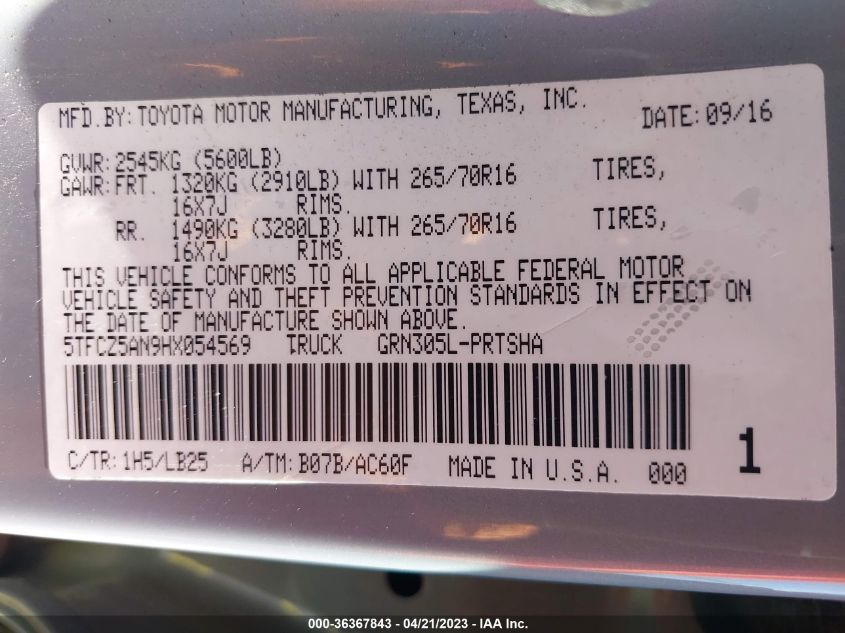 MFD.BY:TOYOTA MOTOR MANUFACTURING, TEXAS, INC.
DATE:09/16
GVWR:2545KG (5600LB)
GAWR:FRT. 1320KG (2910LB) WITH 265/70R16 TIRES,
16X7J RIMS.
RR. 1490KG (3280LB) WITH 265/70R16 TIRES,
16X7J RIMS.
THIS VEHICLE CONFORMS TO ALL APPLICABLE FEDERAL MOTOR
VEHICLE SAFETY AND THEFT PREVENTION STANDARDS IN EFFECT ON
THE DATE OF MANUFACTURE SHOWN ABOVE.
5TFCZ5AN9HX054569 TRUCK GRN305L-PRTSHA
C/TR:1H5/LB25 A/TM:B07B/AC60F MADE IN U.S.A. 000 1
000-36367843 - 04/21/2023 - IAA Inc.